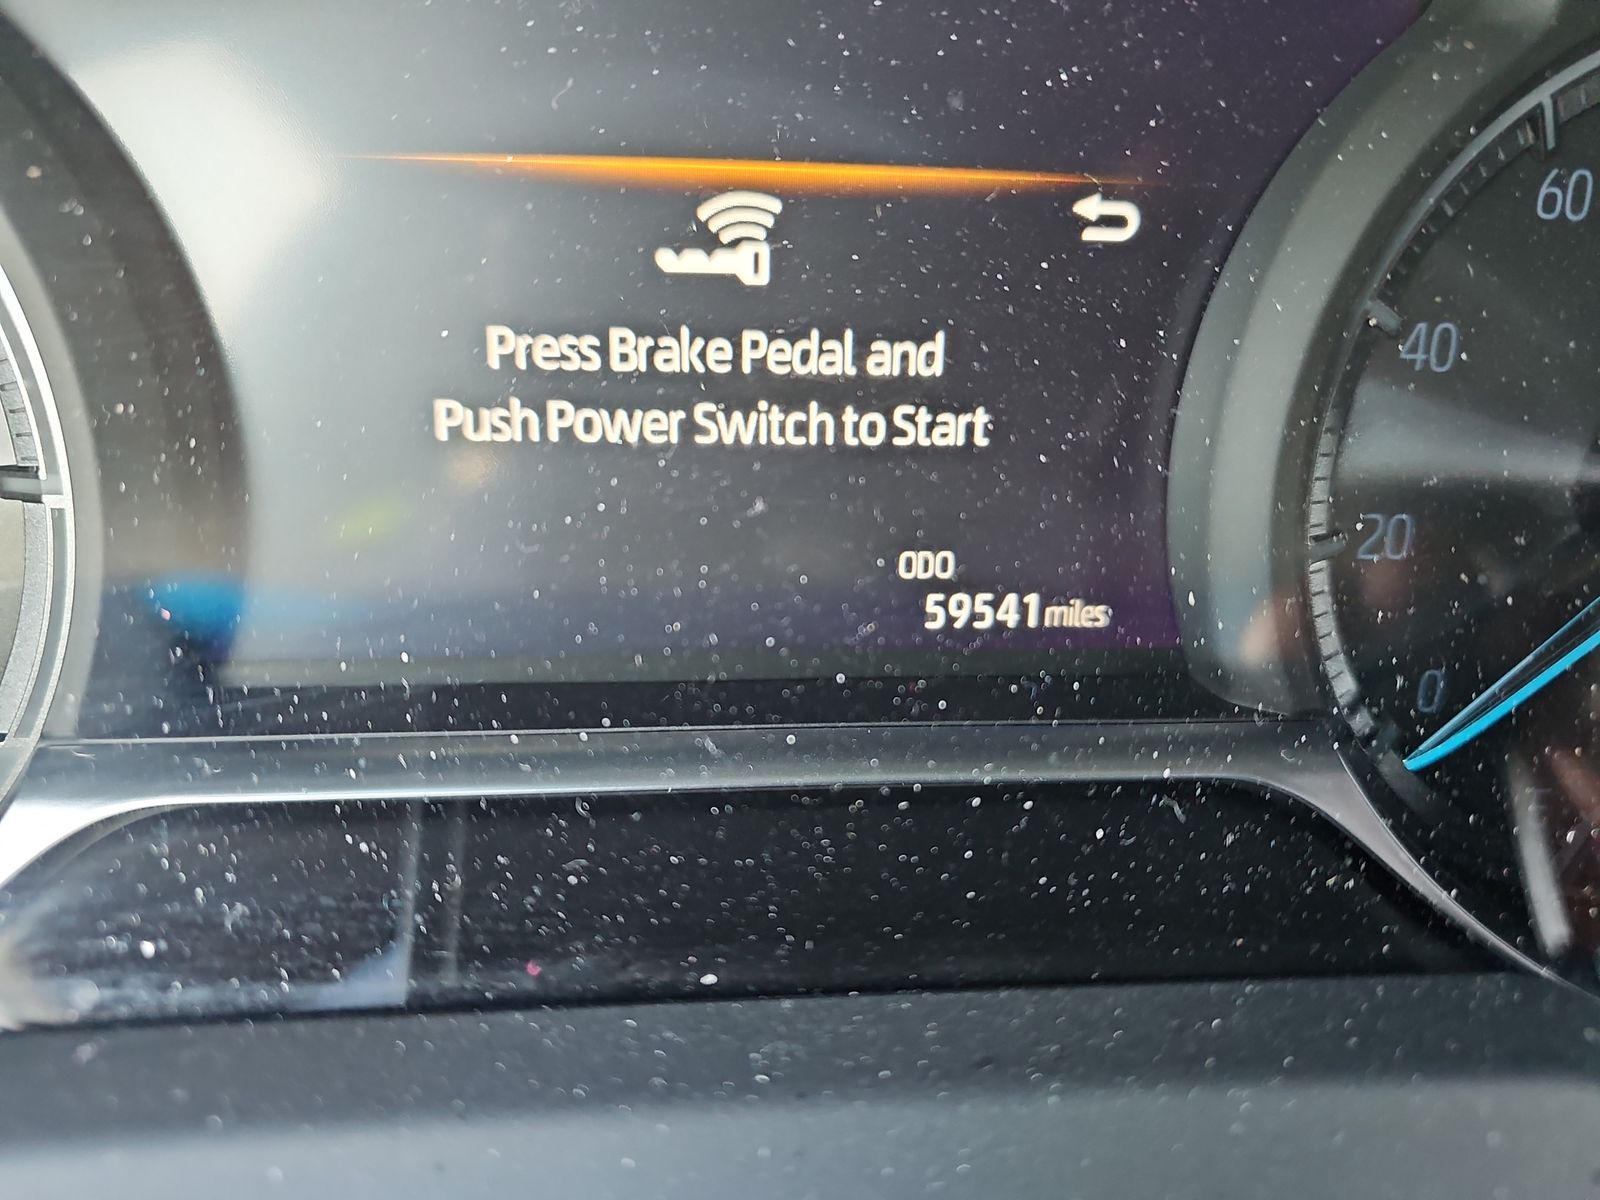 Press Brake Pedal and
Push Power Switch to Start
ODO
59541 miles
60
40
20
0